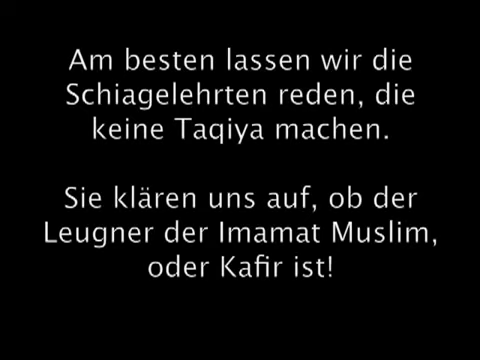 Am besten lassen wir die
Schiagelehrten reden, die
keine Taqiya machen.
Sie klären uns auf, ob der
Leugner der Imamat Muslim,
oder Kafir ist!